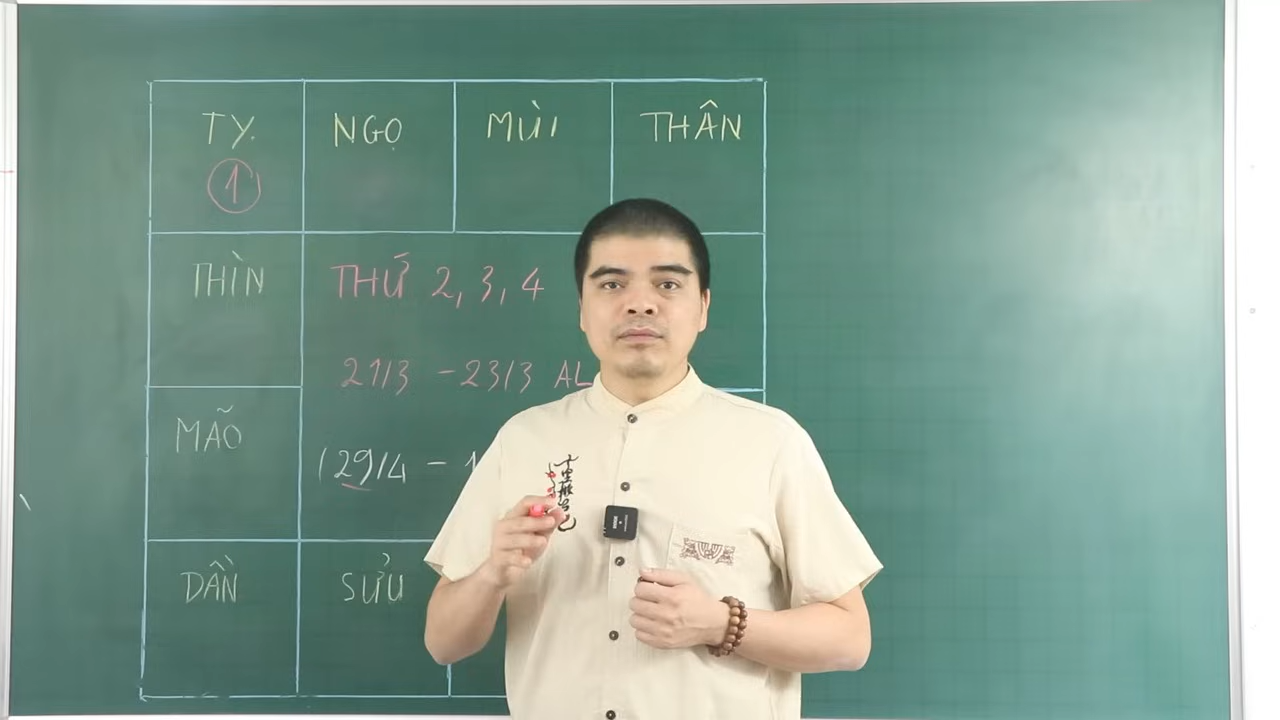 TỴ NGỌ MÙI THÂN
1
THÌN THỨ 2, 3, 4
21/3 - 23/3 AL
MÃO
(29/4 -
DẦN SỬU